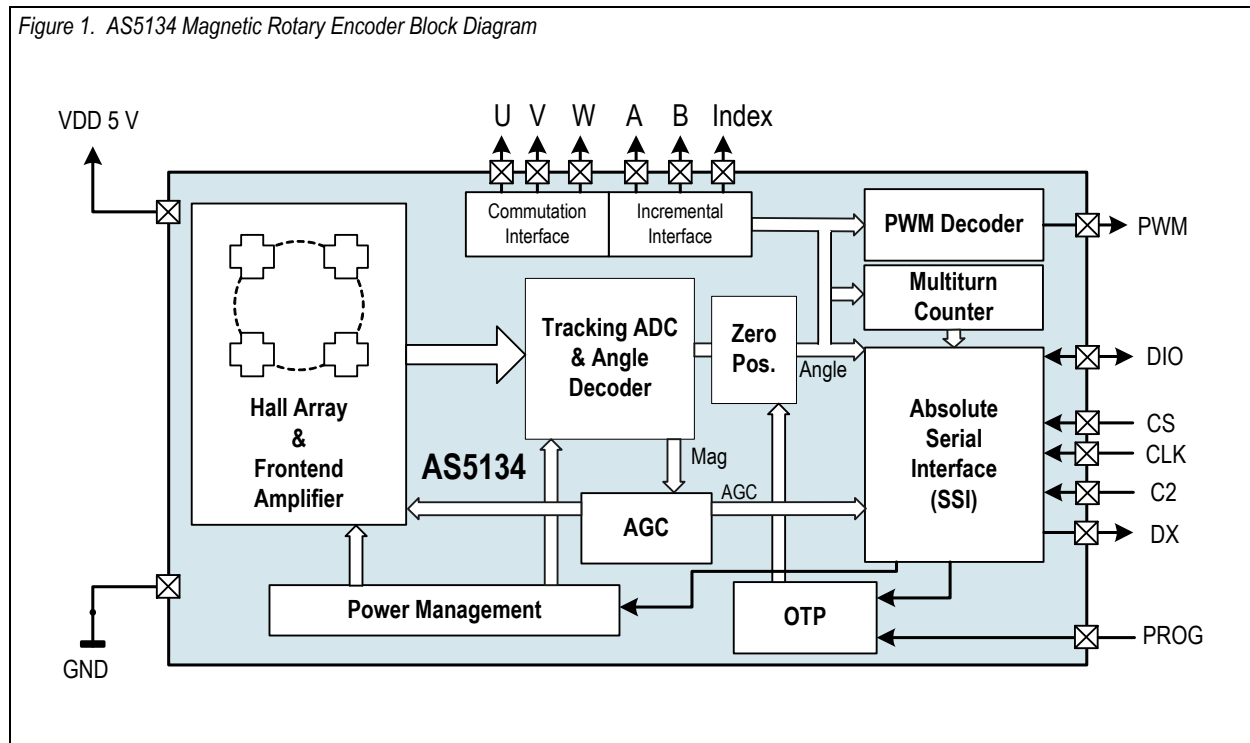 Figure 1. AS5134 Magnetic Rotary Encoder Block Diagram
VDD 5 V
U
V
W
A
B
Index
Commutation
Interface
Incremental
Interface
PWM Decoder
PWM
Multiturn
Counter
Hall Array
&
Frontend
Amplifier
Tracking ADC
& Angle
Decoder
Zero
Pos.
Angle
Absolute
Serial
Interface
(SSI)
DIO
CS
CLK
C2
DX
AS5134
Mag
AGC
AGC
Power Management
OTP
PROG
GND